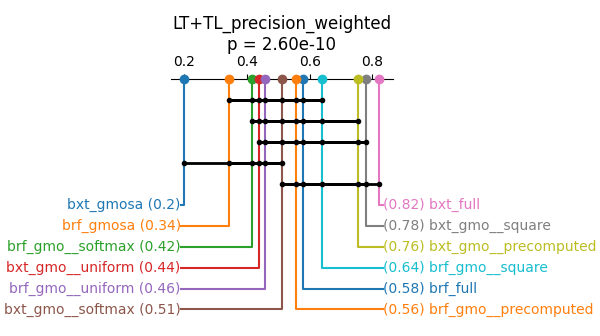 LT+TL_precision_weighted
p = 2.60e-10
0.2 0.4 0.6 0.8
bxt_gmosa (0.2) (0.82) bxt_full
brf_gmosa (0.34) (0.78) bxt_gmo__square
brf_gmo__softmax (0.42) (0.76) bxt_gmo__precomputed
bxt_gmo__uniform (0.44) (0.64) brf_gmo__square
brf_gmo__uniform (0.46) (0.58) brf_full
bxt_gmo__softmax (0.51) (0.56) brf_gmo__precomputed